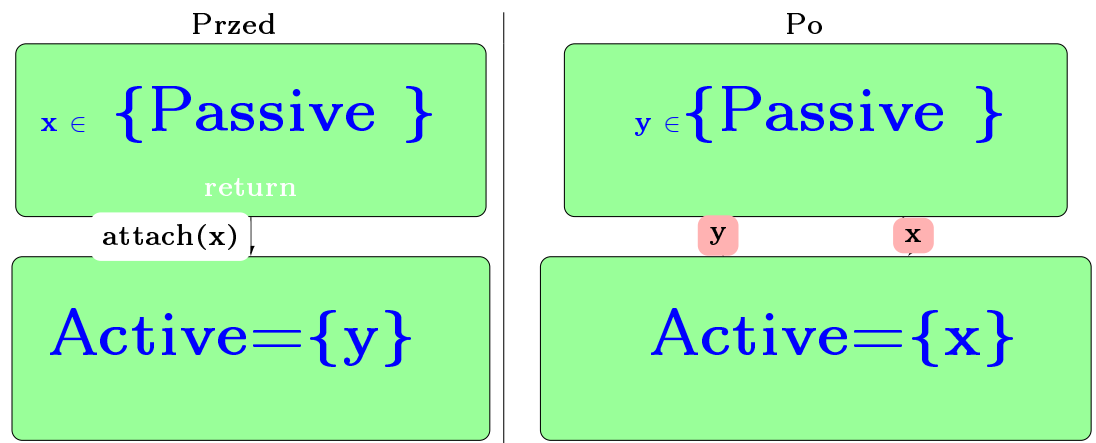 Przed
x ∈ {Passive }
return
attach(x)
Active={y}
Po
y ∈{Passive }
y
x
Active={x}